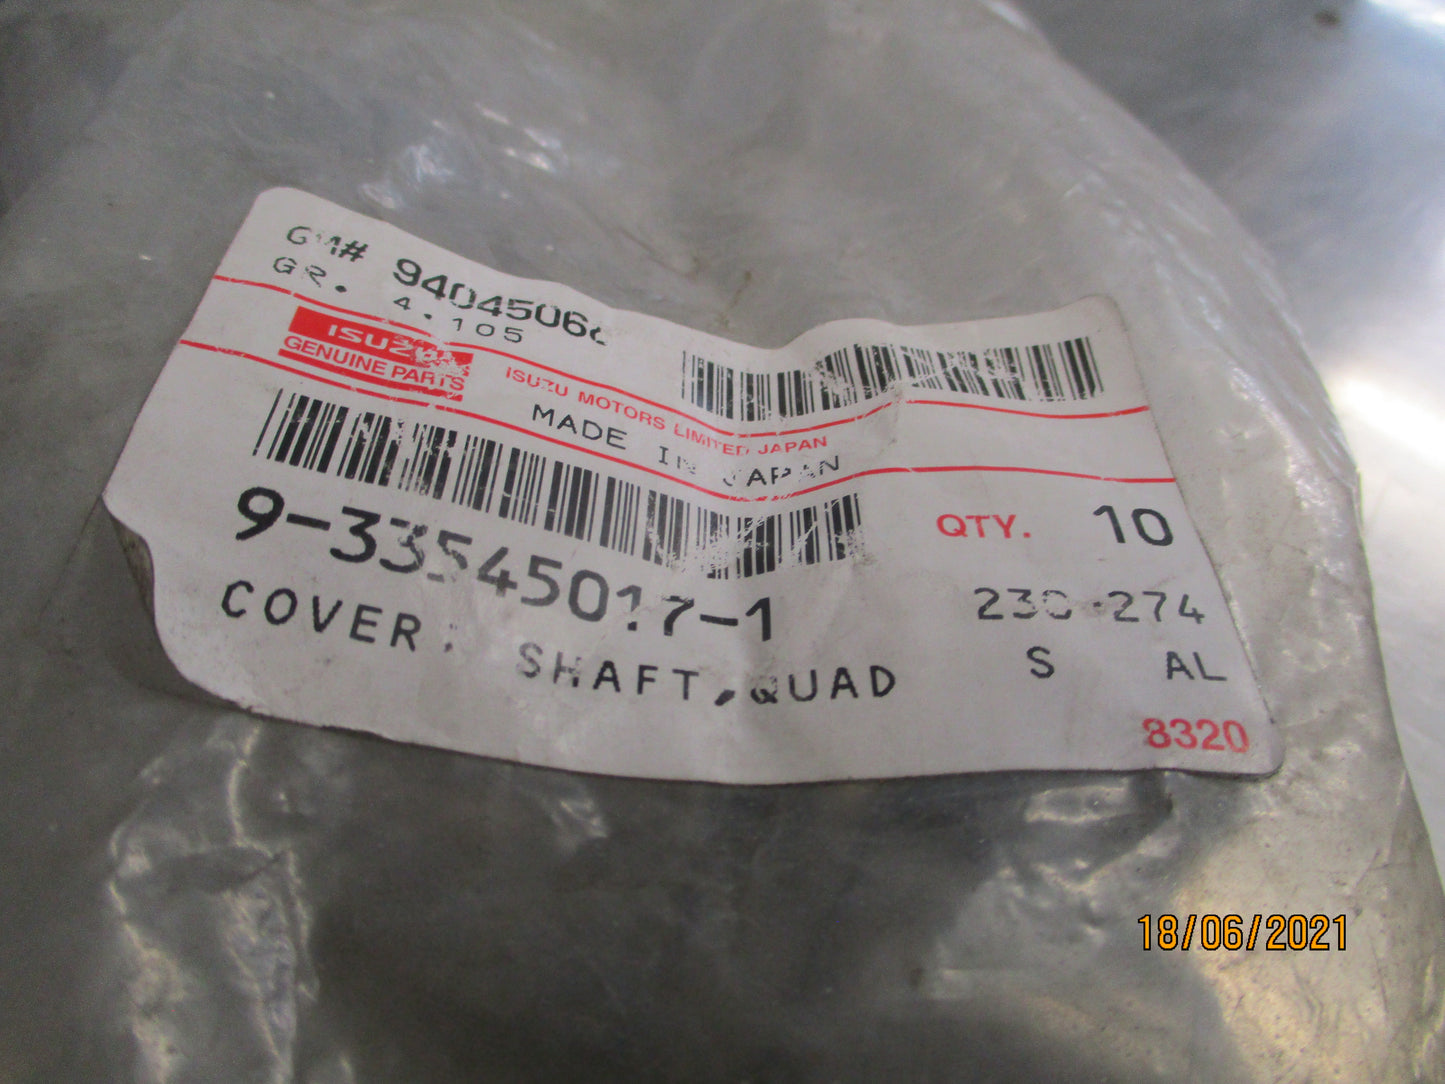 GM#
GR. 4.105
ISUZU
GENUINE PARTS
ISUZU MOTORS LIMITED JAPAN
MADE IN JAPAN
9-33545017-1
QTY. 10
COVER: SHAFT,QUAD
274
S AL
8320
18/06/2021